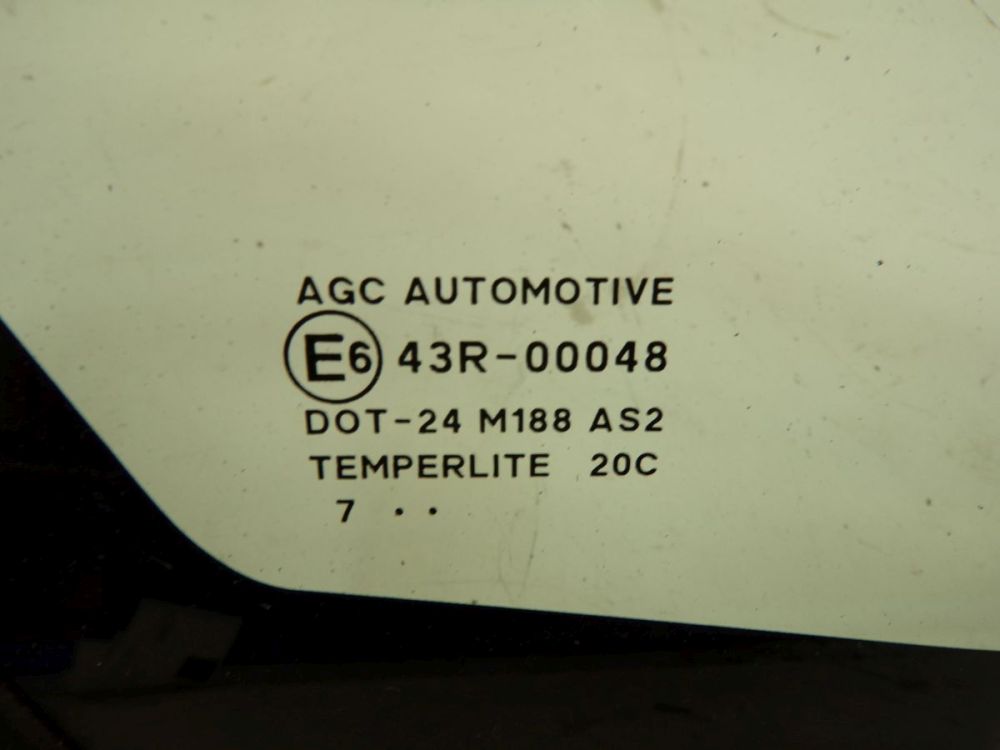 AGC AUTOMOTIVE
E6 43R-00048
DOT-24 M188 AS2
TEMPERLITE 20C
7 • •